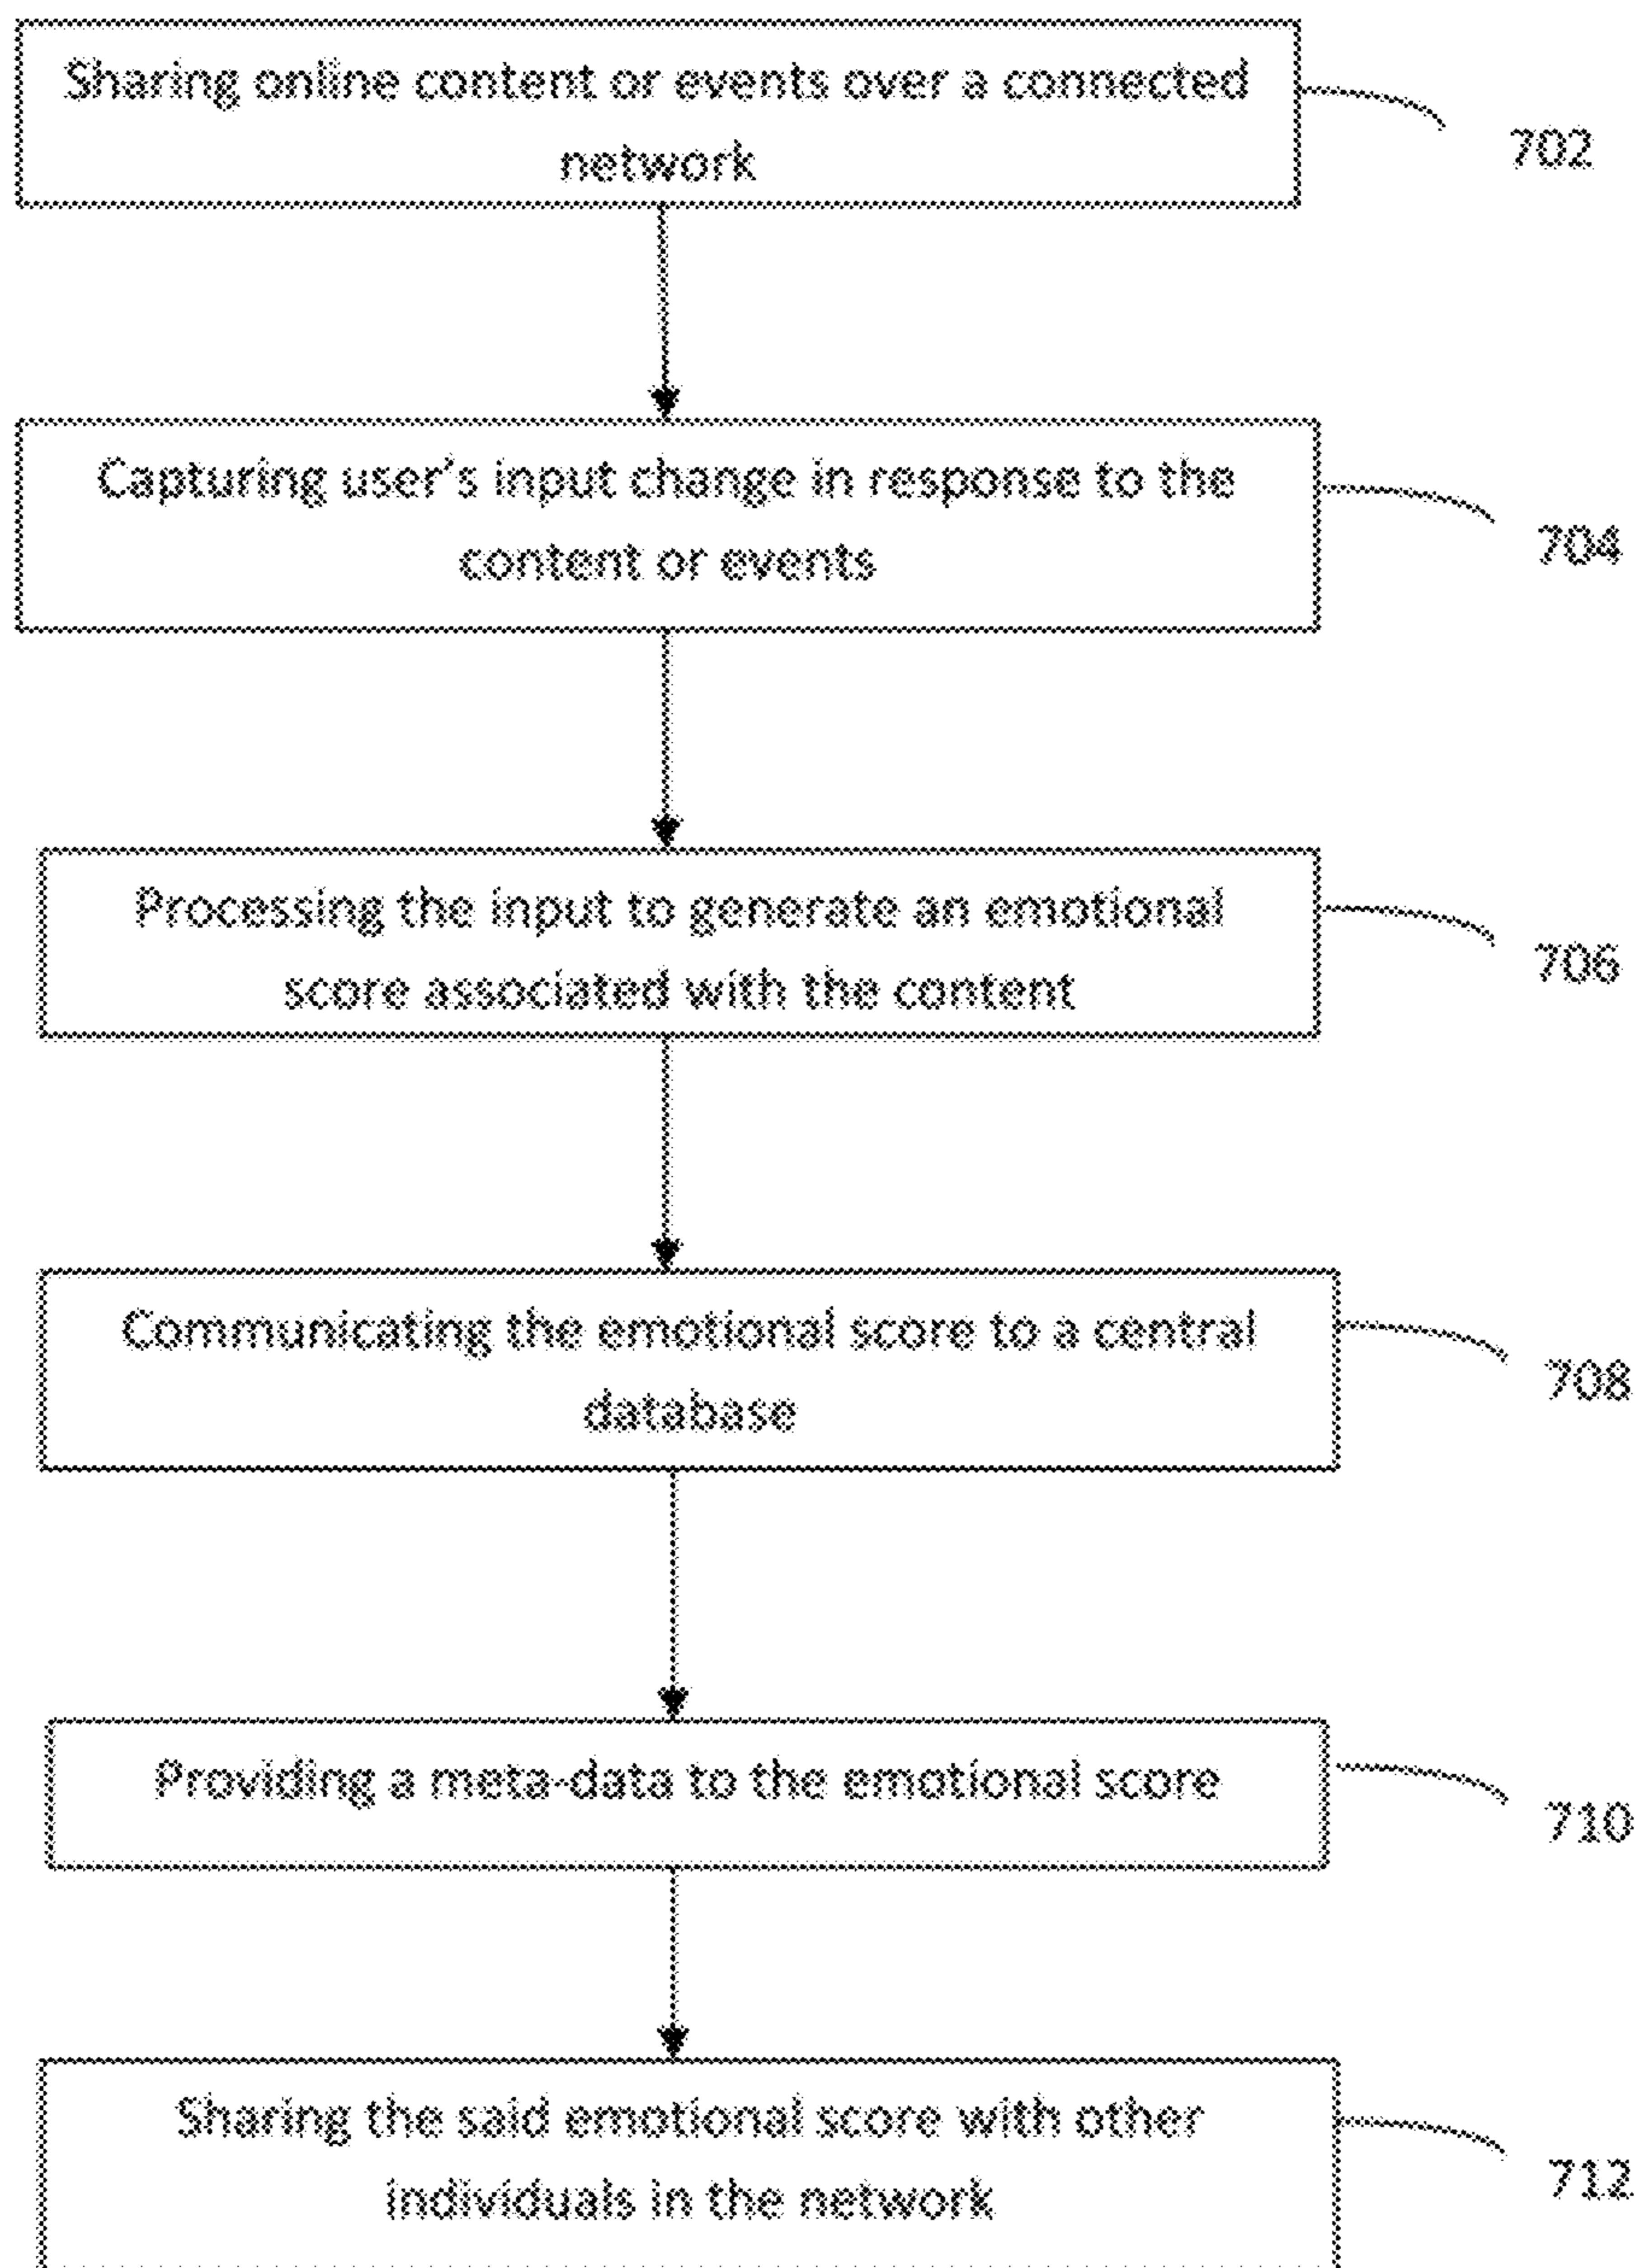 Sharing online content or events over a connected
network
702
Capturing user's input change in response to the
content or events
704
Processing the input to generate an emotional
score associated with the content
706
Communicating the emotional score to a central
database
708
Providing a meta-data to the emotional score
710
Sharing the said emotional score with other
individuals in the network
712